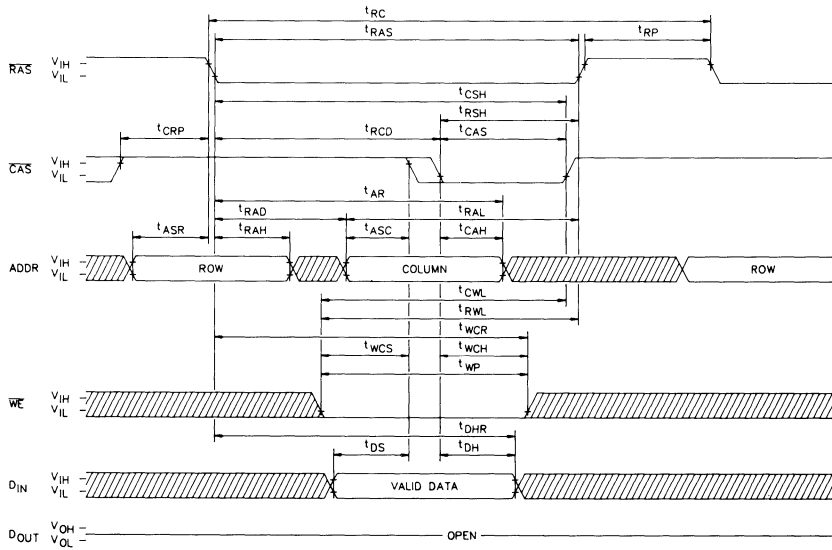 tRC
tRAS
tRP
RAS VIH
VIL
tCSH
tRSH
tCRP tRCD tCAS
CAS VIH
VIL
tAR
tRAD tRAL
tASR tRAH tASC tCAH
ADDR VIH
VIL
ROW COLUMN ROW
tCWL
tRWL
tWCR
tWCS tWCH
tWP
WE VIH
VIL
tDHR
tDS tDH
DIN VIH
VIL
VALID DATA
DOUT VOH
VOL
OPEN